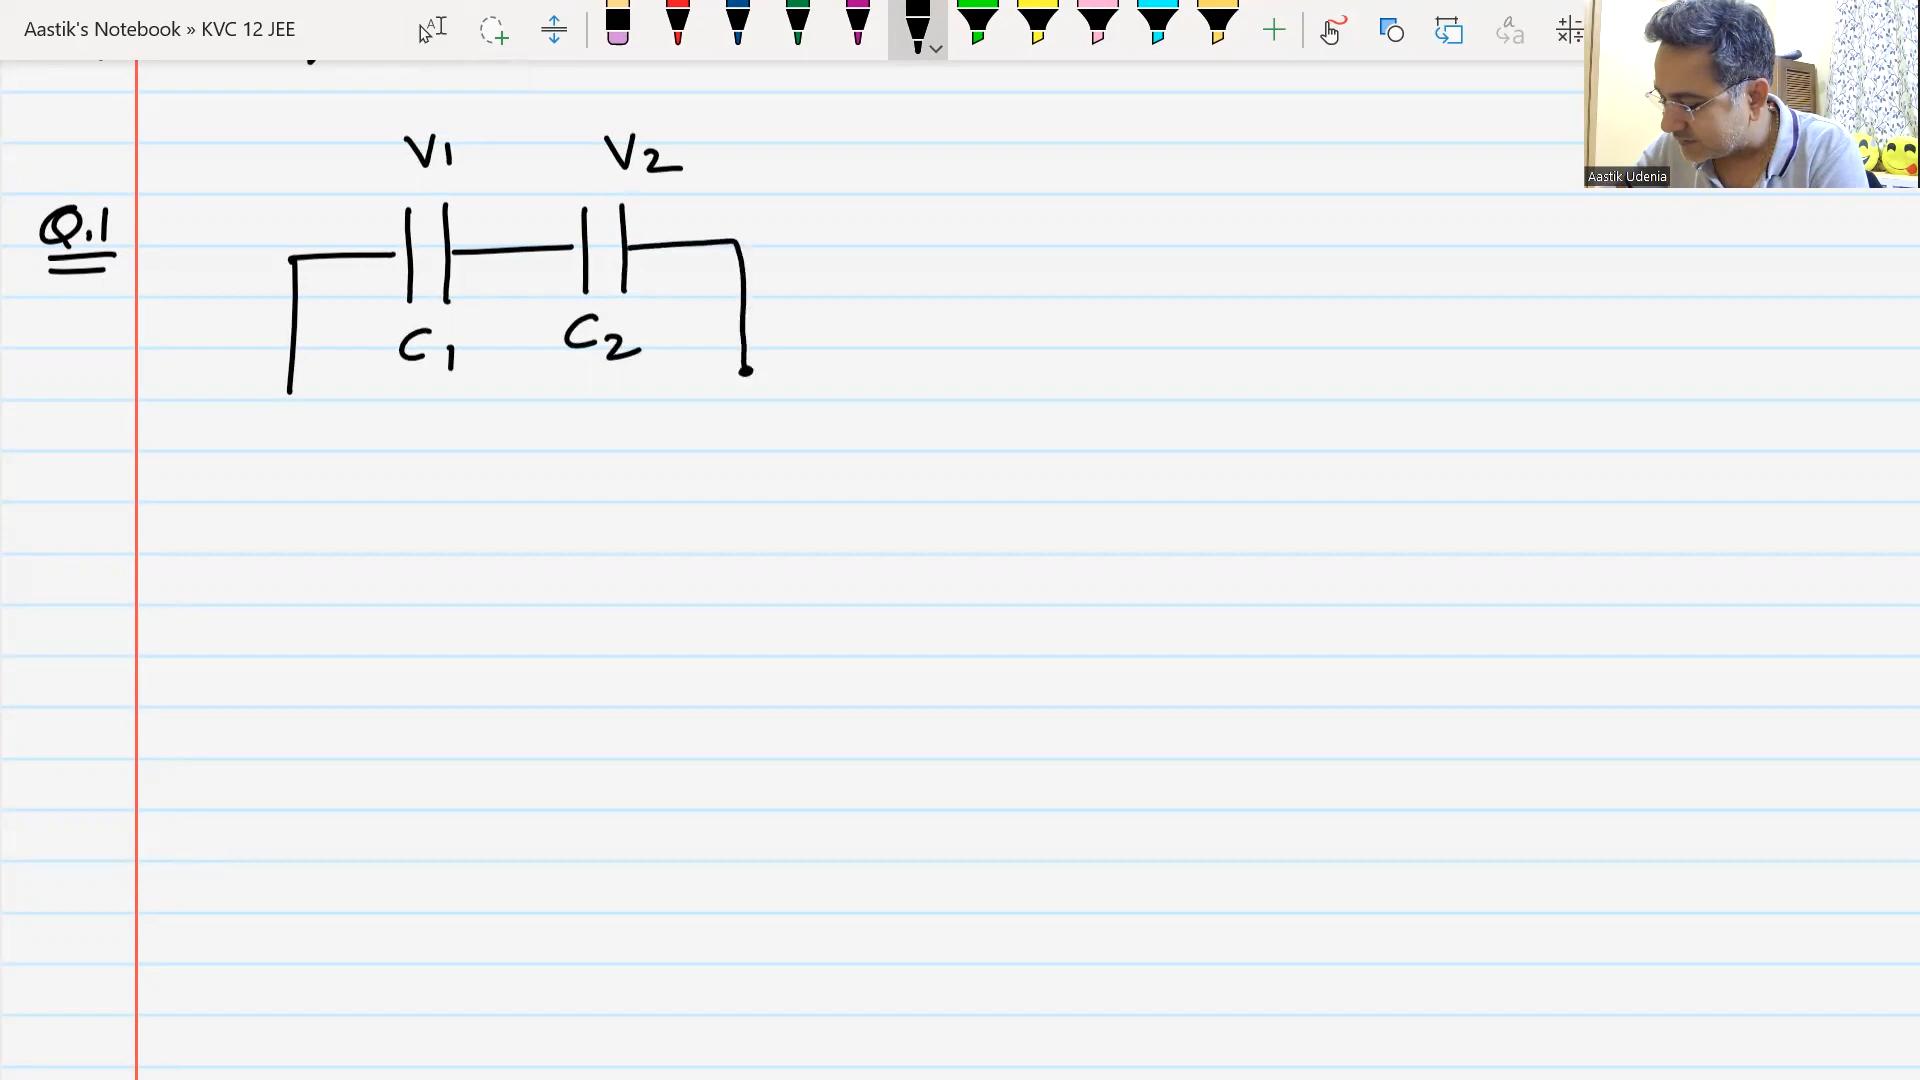 Aastik's Notebook » KVC 12 JEE
V1 V2
Q.1
C1 C2
Aastik Udenia